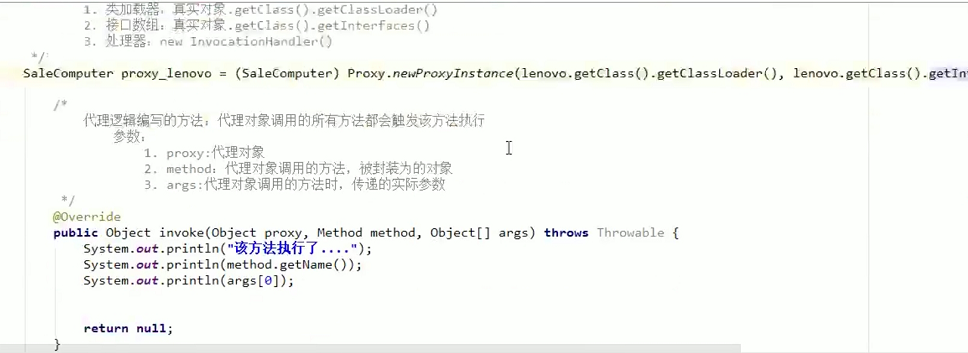 1. 类加载器：真实对象.getClass().getClassLoader()
2. 接口数组：真实对象.getClass().getInterfaces()
3. 处理器：new InvocationHandler()
*/
SaleComputer proxy_lenovo = (SaleComputer) Proxy.newProxyInstance(lenovo.getClass().getClassLoader(), lenovo.getClass().getIn
/*
代理逻辑编写的方法：代理对象调用的所有方法都会触发该方法执行
参数：
1. proxy:代理对象
2. method：代理对象调用的方法，被封装为的对象
3. args:代理对象调用的方法时，传递的实际参数
*/
@Override
public Object invoke(Object proxy, Method method, Object[] args) throws Throwable {
System.out.println("该方法执行了....");
System.out.println(method.getName());
System.out.println(args[0]);
return null;
}